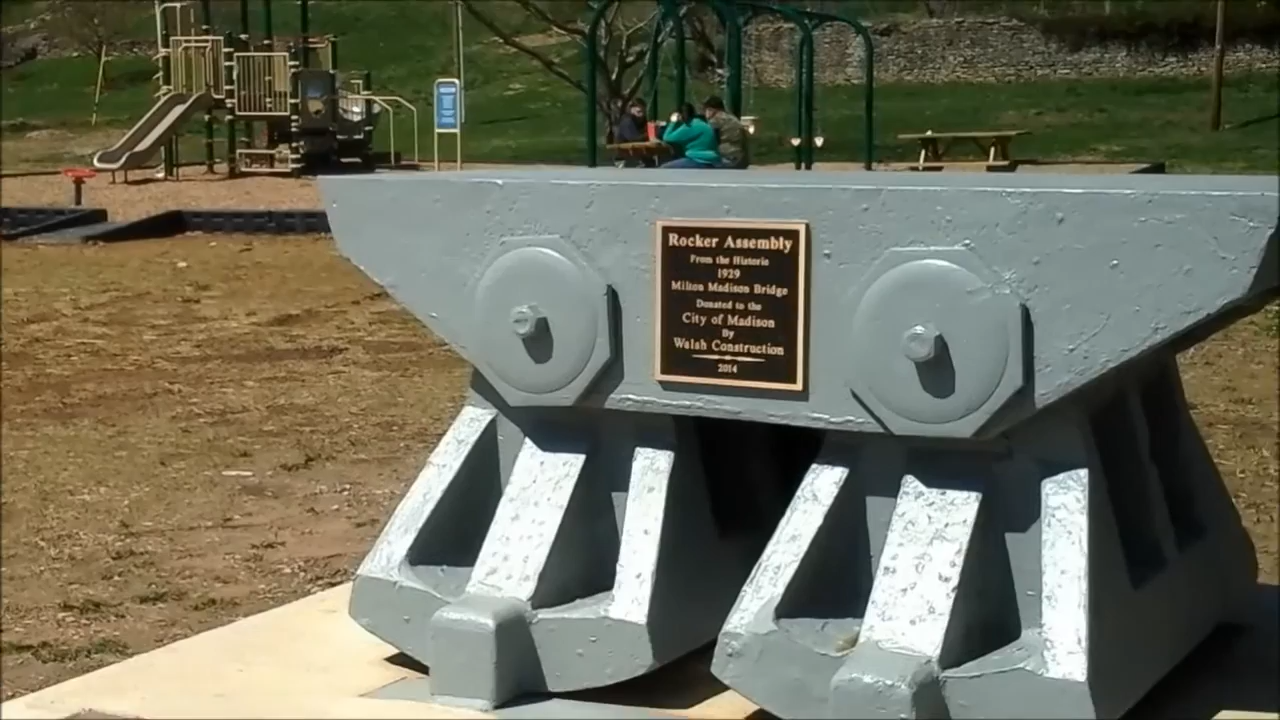 Rocker Assembly
From the Historic
1929
Milton Madison Bridge
Donated to the
City of Madison
By
Walsh Construction
2014